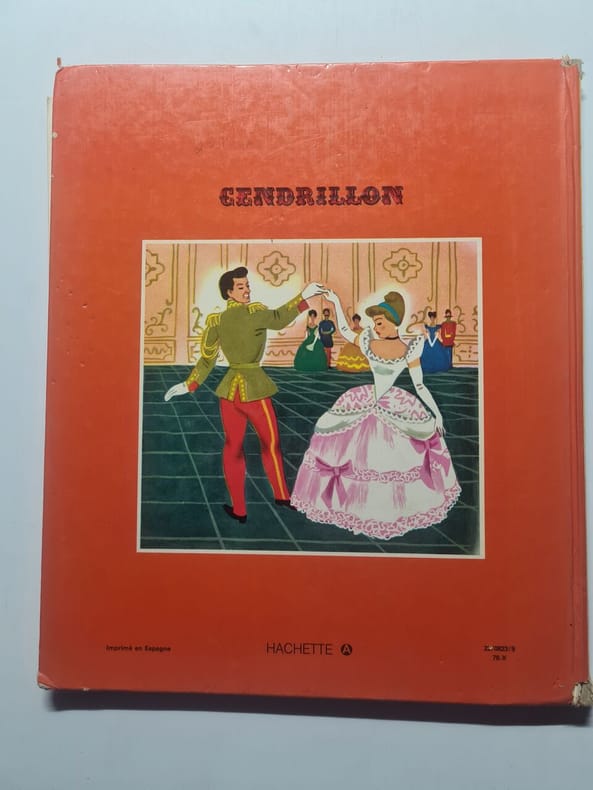 CENDRILLON
Imprimé en Espagne
HACHETTE A